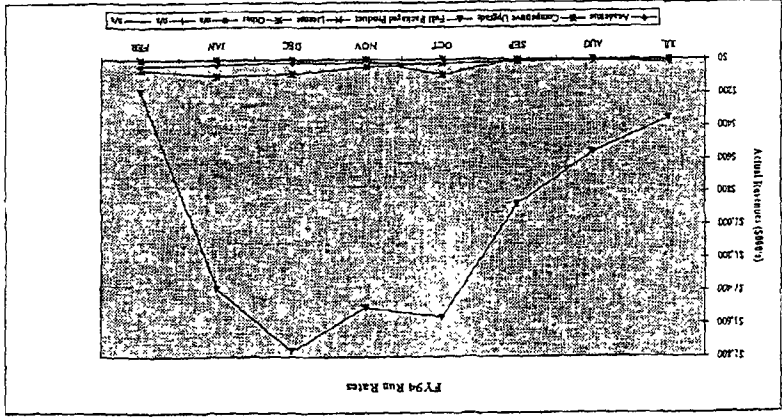 FY94 Run Rates
Actual Revenues ($000's)
$1,800
$1,600
$1,400
$1,200
$1,000
$800
$600
$400
$200
$0
JUL AUG SEP OCT NOV DEC JAN FEB
Academic Competitive Upgrade Full Packaged Product License Other n/a n/a n/a